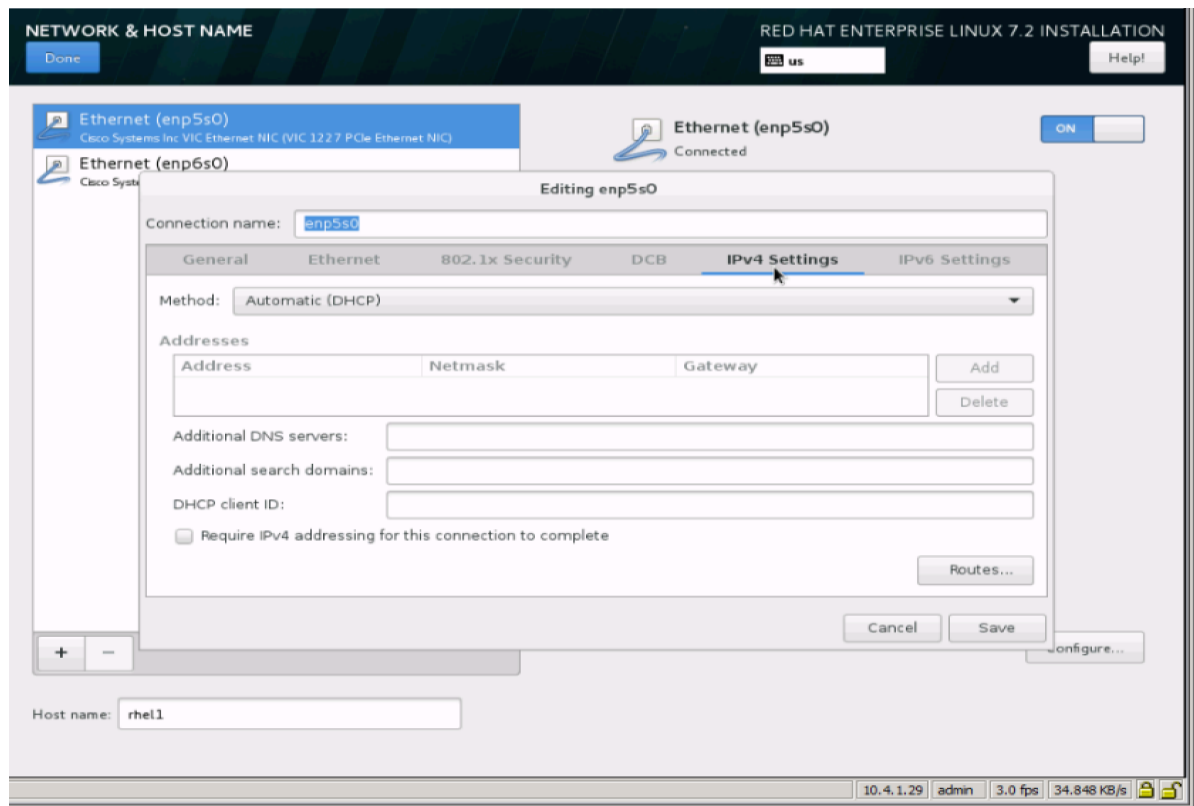 NETWORK & HOST NAME
RED HAT ENTERPRISE LINUX 7.2 INSTALLATION
Done
us
Help!
Ethernet (enp5s0)
Cisco Systems Inc VIC Ethernet NIC (VIC 1227 PCIe Ethernet NIC)
Ethernet (enp6s0)
Cisco Syste
Ethernet (enp5s0)
Connected
ON
Editing enp5s0
Connection name: enp5s0
General Ethernet 802.1x Security DCB IPv4 Settings IPv6 Settings
Method: Automatic (DHCP)
Addresses
Address Netmask Gateway
Add
Delete
Additional DNS servers:
Additional search domains:
DHCP client ID:
Require IPv4 addressing for this connection to complete
Routes...
Cancel Save
+ −
Configure...
Host name: rhel1
10.4.1.29 admin 3.0 fps 34.848 KB/s